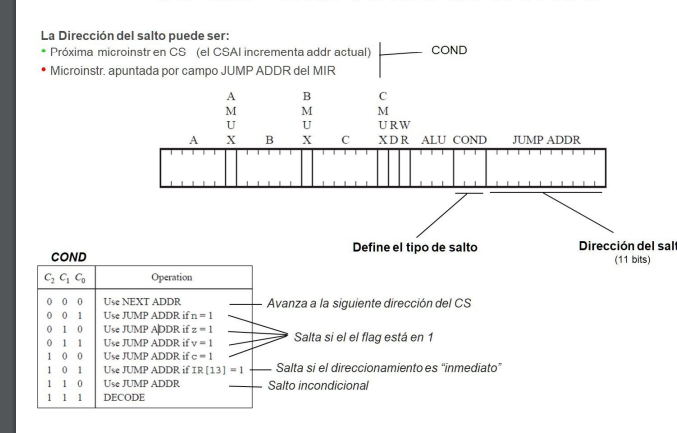 La Dirección del salto puede ser:
• Próxima microinstr en CS (el CSAI incrementa addr actual)
COND
• Microinstr. apuntada por campo JUMP ADDR del MIR
A B C
M M M
U U URW
A X B X C XDR ALU COND JUMP ADDR
Define el tipo de salto
Dirección del salt
(11 bits)
COND
C2 C1 C0 Operation
0 0 0 Use NEXT ADDR
Avanza a la siguiente dirección del CS
0 0 1 Use JUMP ADDR if n = 1
0 1 0 Use JUMP ADDR if z = 1
0 1 1 Use JUMP ADDR if v = 1
Salta si el el flag está en 1
1 0 0 Use JUMP ADDR if c = 1
1 0 1 Use JUMP ADDR if IR[13] = 1
Salta si el direccionamiento es “inmediato”
1 1 0 Use JUMP ADDR
Salto incondicional
1 1 1 DECODE